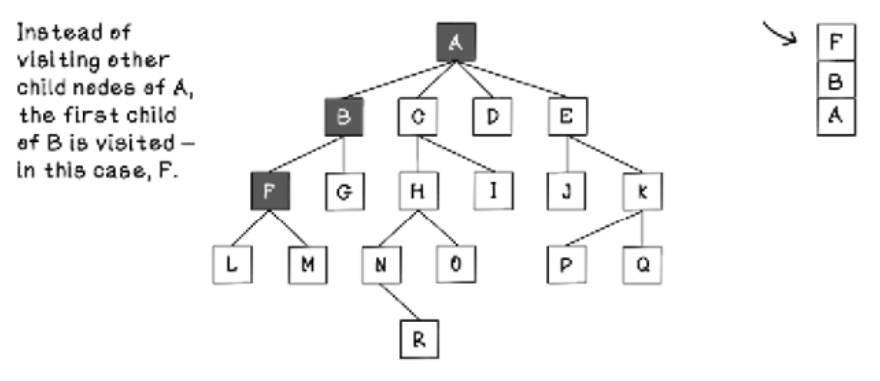 Instead of
visiting other
child nodes of A,
the first child
of B is visited –
in this case, F.
A
B C D E
F G H I J K
L M N O P Q
R
F
B
A